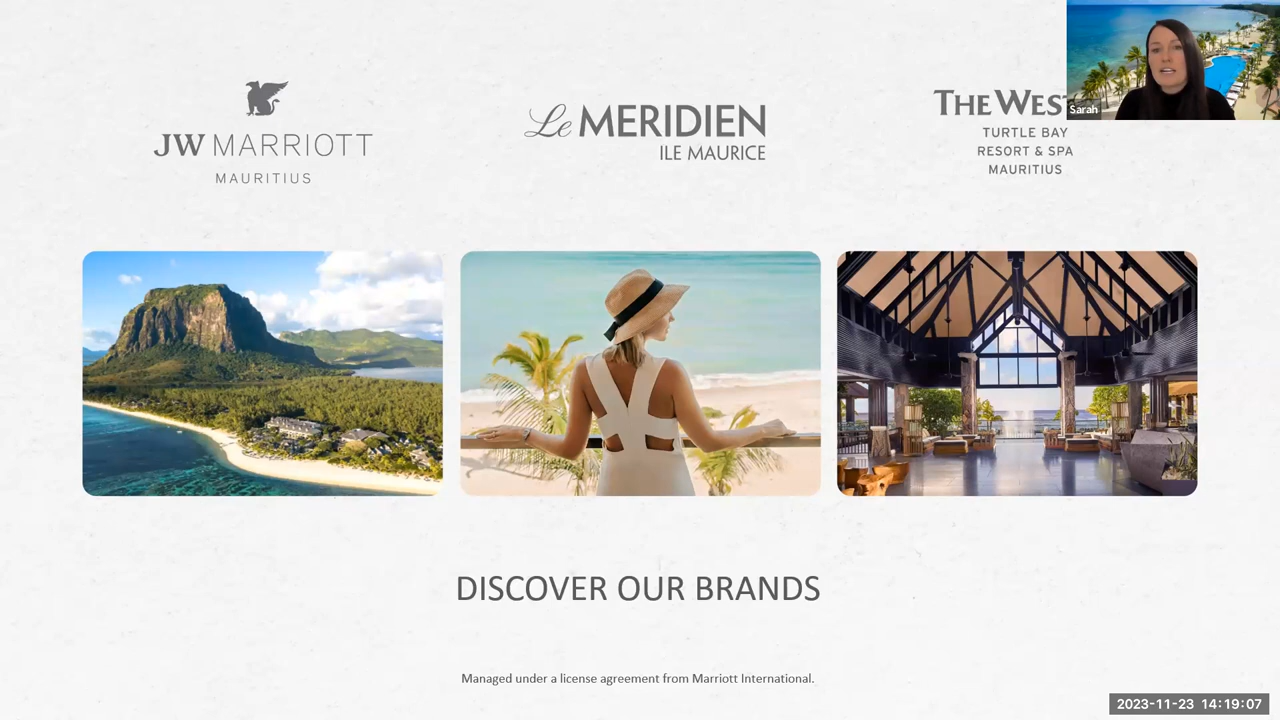 JW MARRIOTT
MAURITIUS
Le MERIDIEN
ILE MAURICE
THE
TURTLE BAY
RESORT & SPA
MAURITIUS
Sarah
DISCOVER OUR BRANDS
Managed under a license agreement from Marriott International.
2023-11-23 14:19:07